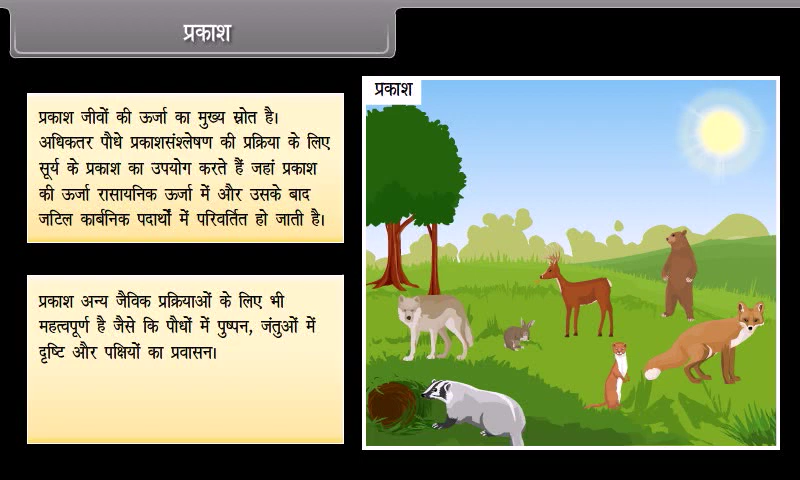 प्रकाश
प्रकाश जीवों की ऊर्जा का मुख्य स्रोत है।
अधिकतर पौधे प्रकाशसंश्लेषण की प्रक्रिया के लिए
सूर्य के प्रकाश का उपयोग करते हैं जहां प्रकाश
की ऊर्जा रासायनिक ऊर्जा में और उसके बाद
जटिल कार्बनिक पदार्थों में परिवर्तित हो जाती है।
प्रकाश अन्य जैविक प्रक्रियाओं के लिए भी
महत्वपूर्ण है जैसे कि पौधों में पुष्पन, जंतुओं में
दृष्टि और पक्षियों का प्रवासन।
प्रकाश